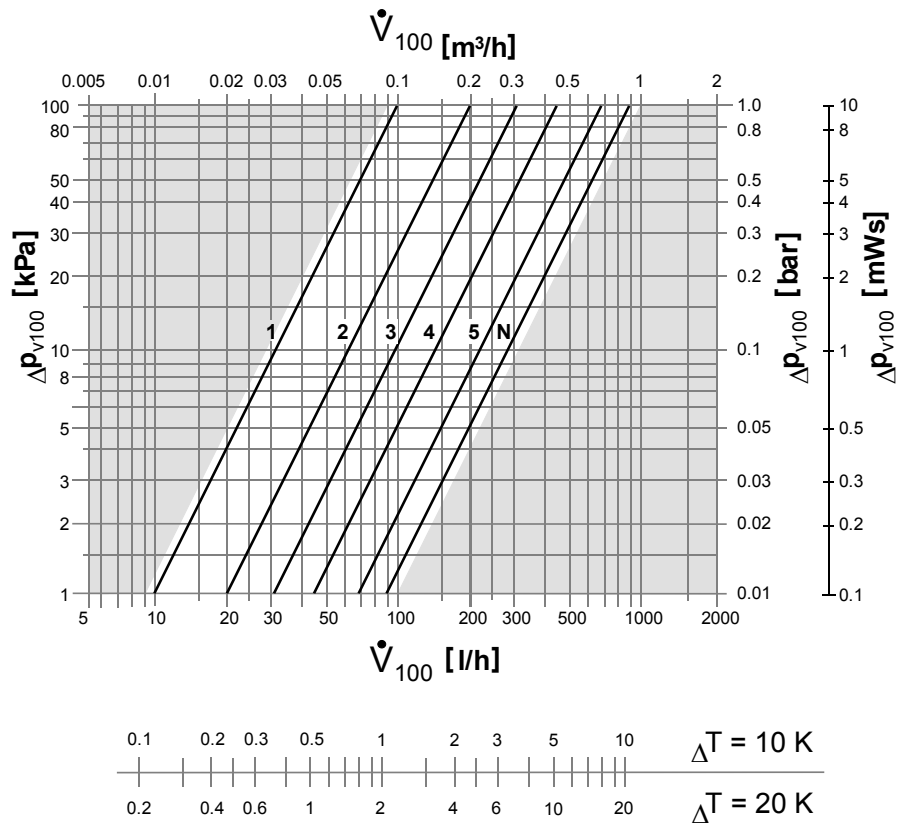 V̇100 [m³/h]
0.005 0.01 0.02 0.03 0.05 0.1 0.2 0.3 0.5 1 2
100 1.0 10
80 0.8 8
50 0.5 5
40 0.4 4
30 0.3 3
20 0.2 2
1 2 3 4 5 N
10 0.1 1
8 0.08
5 0.05 0.5
3 0.03 0.3
2 0.02 0.2
1 0.01 0.1
Δpv100 [kPa]
Δpv100 [bar]
Δpv100 [mWs]
5 10 20 30 50 100 200 300 500 1000 2000
V̇100 [l/h]
0.1 0.2 0.3 0.5 1 2 3 5 10 ΔT = 10 K
0.2 0.4 0.6 1 2 4 6 10 20 ΔT = 20 K